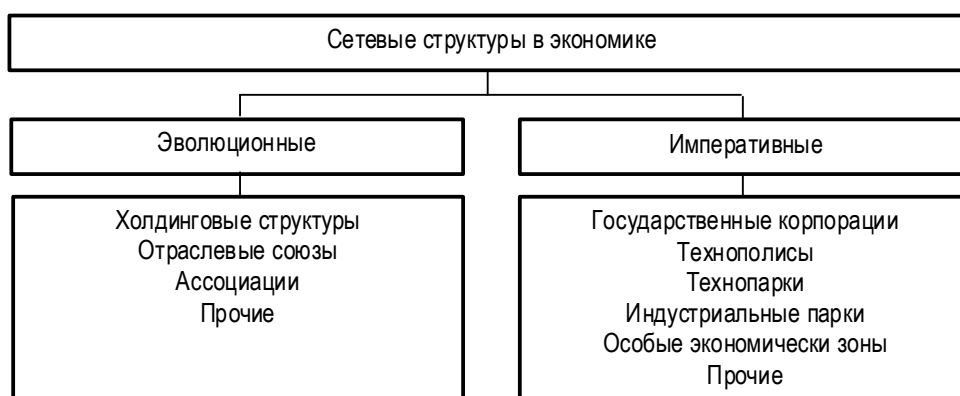 Сетевые структуры в экономике
Эволюционные
Императивные
Холдинговые структуры
Отраслевые союзы
Ассоциации
Прочие
Государственные корпорации
Технополисы
Технопарки
Индустриальные парки
Особые экономически зоны
Прочие